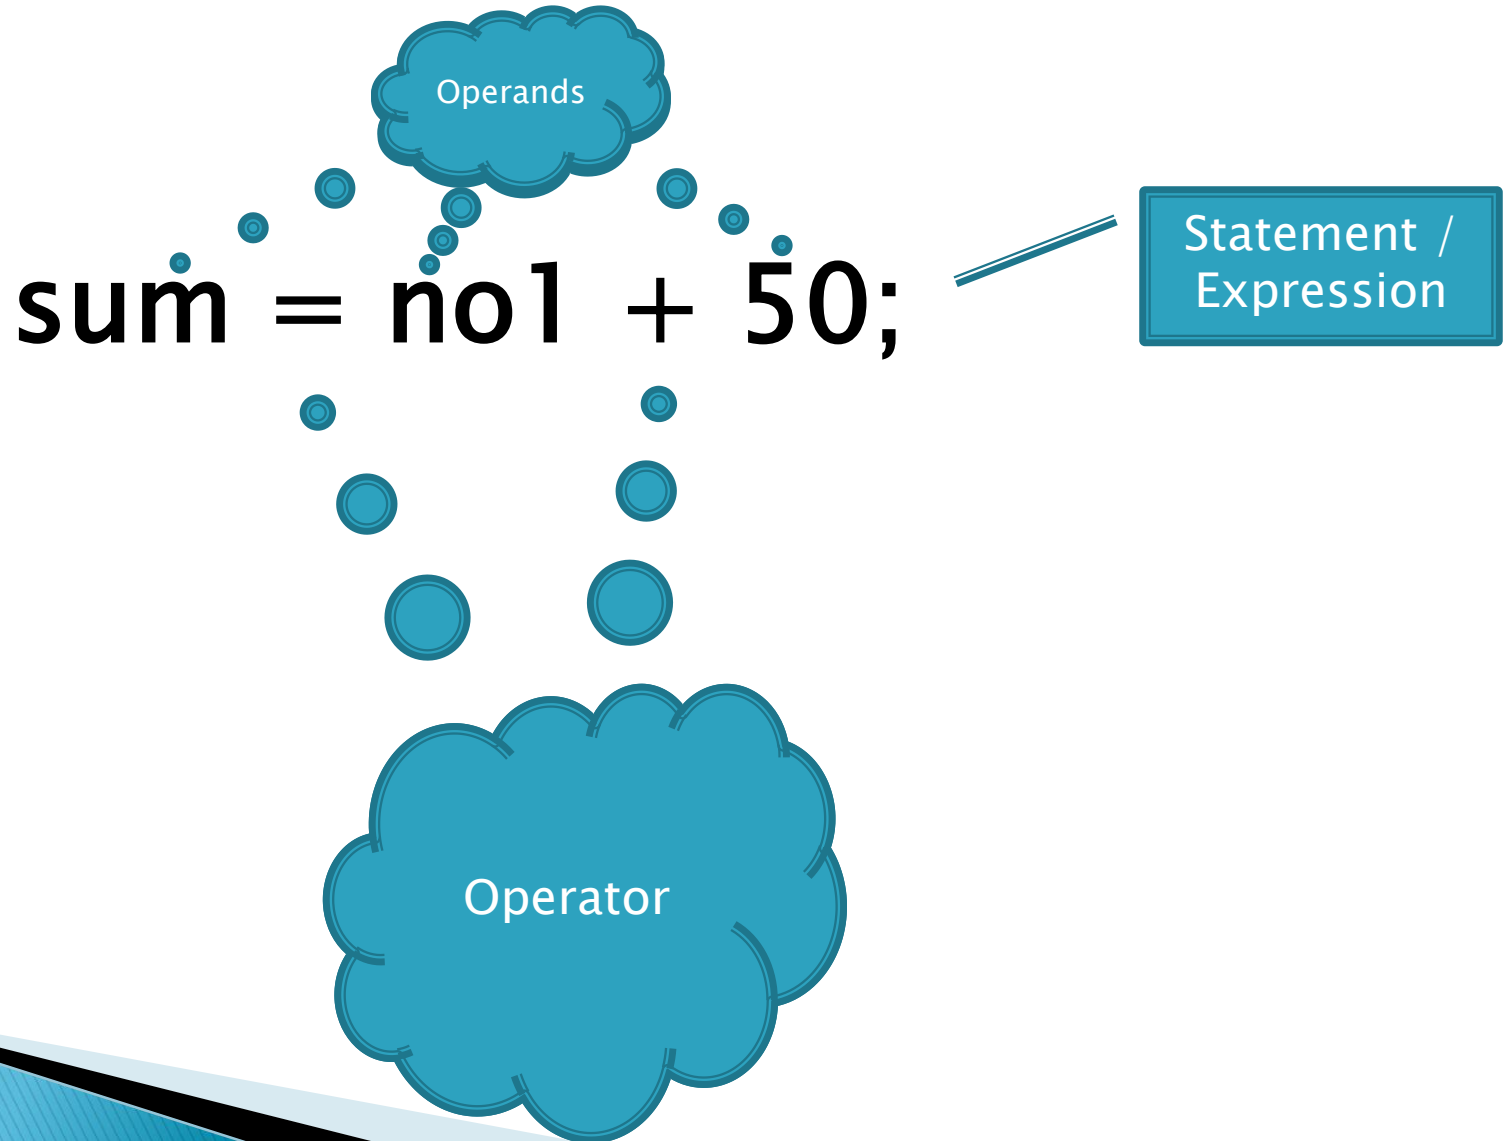 Operands
sum = no1 + 50;
Statement /
Expression
Operator